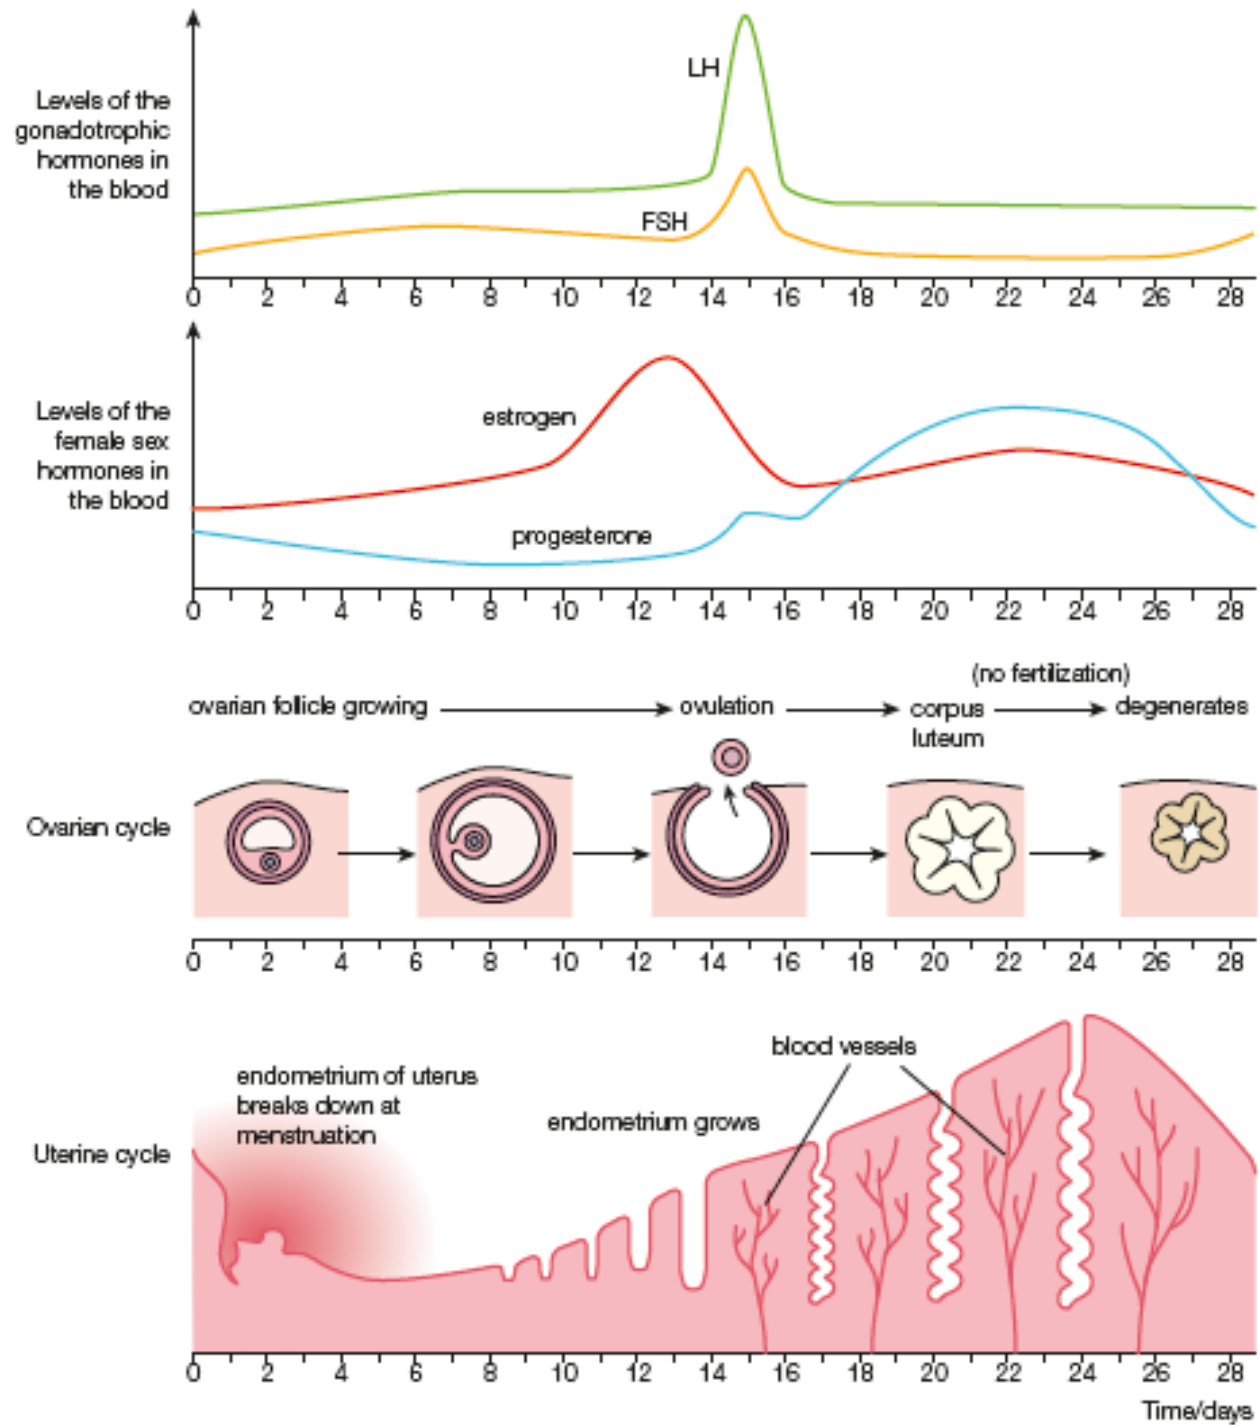 LH
Levels of the
gonadotrophic
hormones in
the blood
FSH
0 2 4 6 8 10 12 14 16 18 20 22 24 26 28
Levels of the
female sex
hormones in
the blood
estrogen
progesterone
0 2 4 6 8 10 12 14 16 18 20 22 24 26 28
(no fertilization)
ovarian follicle growing ovulation corpus degenerates
luteum
Ovarian cycle
0 2 4 6 8 10 12 14 16 18 20 22 24 26 28
blood vessels
endometrium of uterus
breaks down at
menstruation
endometrium grows
Uterine cycle
0 2 4 6 8 10 12 14 16 18 20 22 24 26 28
Time/days